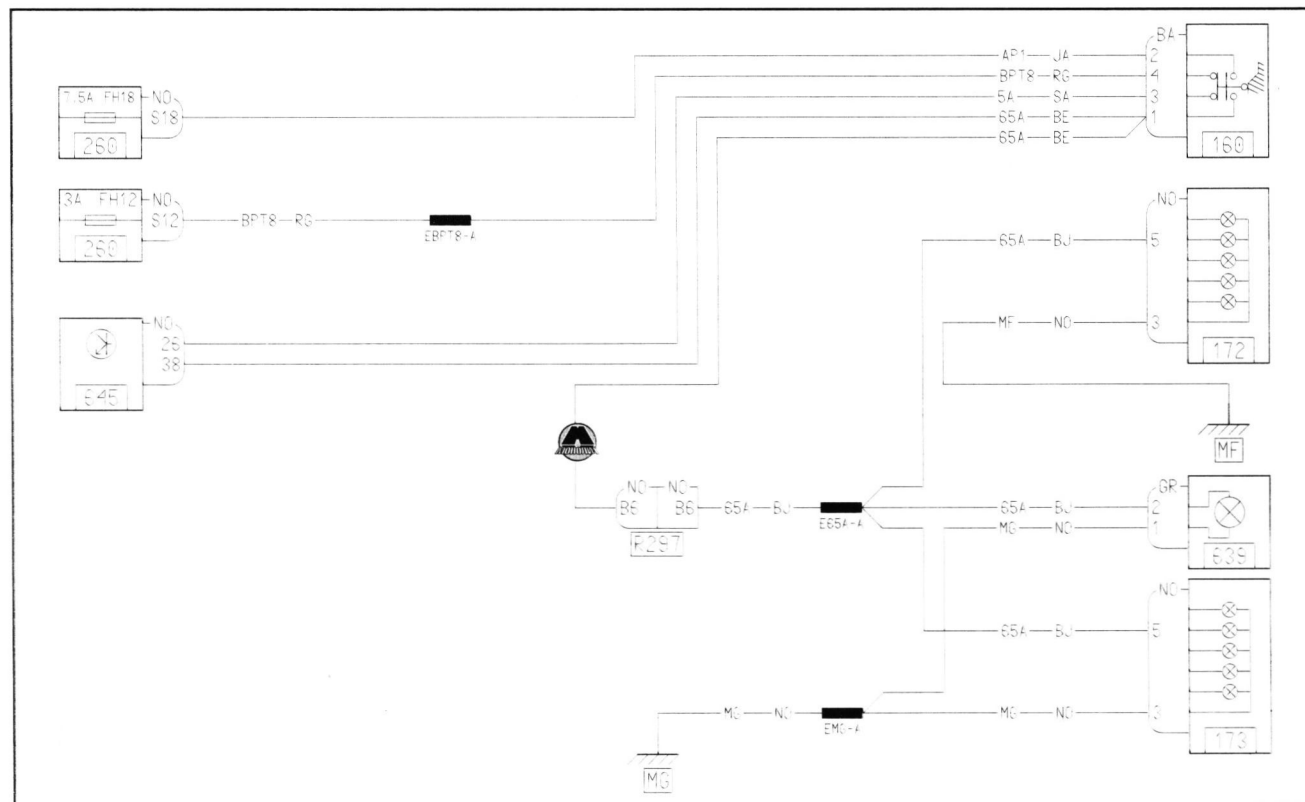 BA
AP1 JA 2
BPT8 RG 4
7.5A FH18 NO
5A SA 3
S18
65A BE 1
260
65A BE
160
3A FH12 NO
NO
S12 BPT8 RG
EBPT8-A
65A BJ 5
260
NO
MF NO 3
26
38
172
645
MF
NO NO
GR
B6 B6 65A BJ
65A BJ 2
E65A-A
MG NO 1
R297
639
NO
65A BJ 5
MG NO
MG NO 3
EMG-A
173
MG